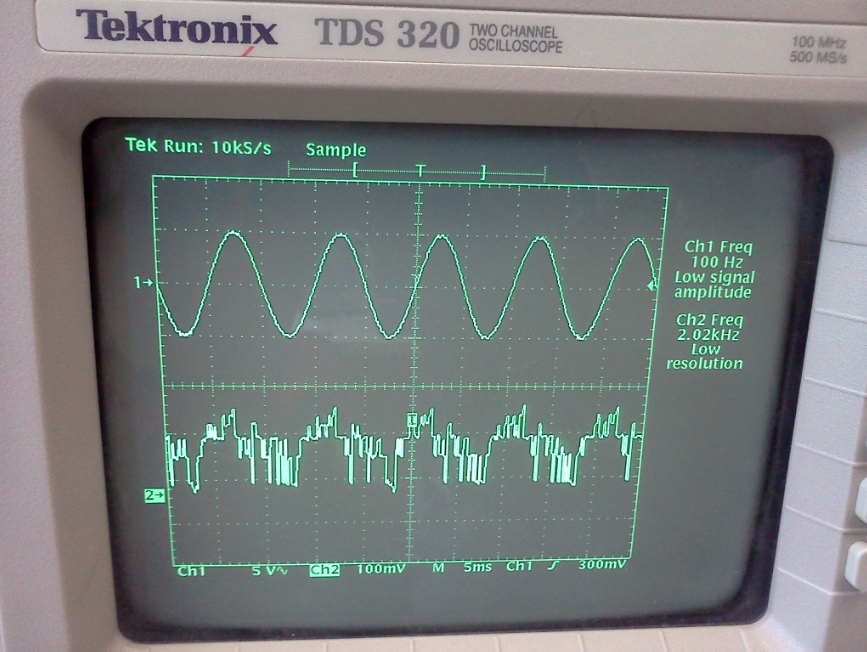 Tektronix TDS 320 TWO CHANNEL
OSCILLOSCOPE
100 MHz
500 MS/s
Tek Run: 10kS/s Sample
[ T ]
1→
Ch1 Freq
100 Hz
Low signal
amplitude
Ch2 Freq
2.02kHz
Low
resolution
2→
Ch1 5 V∿ Ch2 100mV M 5ms Ch1 ʃ 300mV